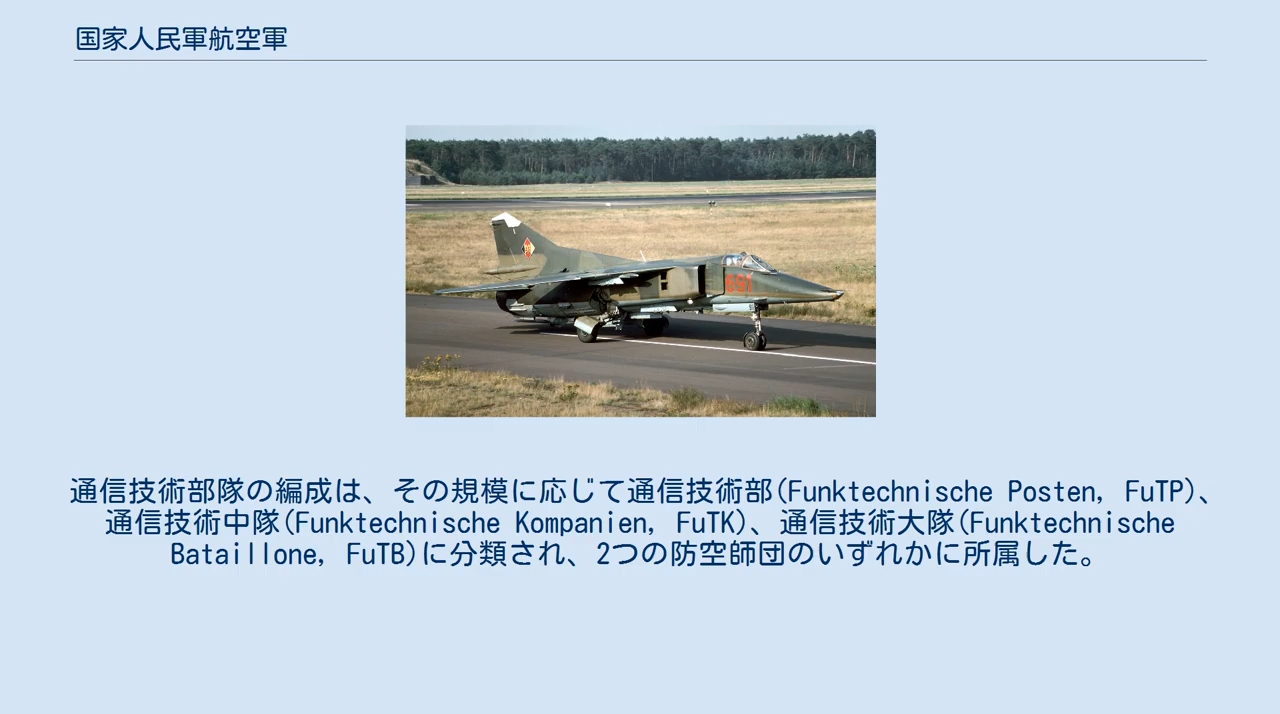 国家人民軍航空軍
691
通信技術部隊の編成は、その規模に応じて通信技術部(Funktechnische Posten, FuTP)、
通信技術中隊(Funktechnische Kompanien, FuTK)、通信技術大隊(Funktechnische
Bataillone, FuTB)に分類され、2つの防空師団のいずれかに所属した。